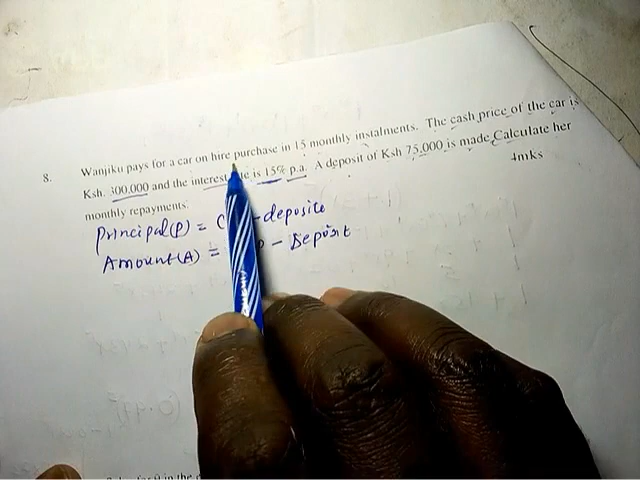 8. Wanjiku pays for a car on hire purchase in 15 monthly instalments. The cash price of the car is
Ksh. 300,000 and the interest is 15% p.a. A deposit of Ksh 75,000 is made. Calculate her
monthly repayments. 4mks
Principal(P) = C -deposite
Amount(A) = - Deposit